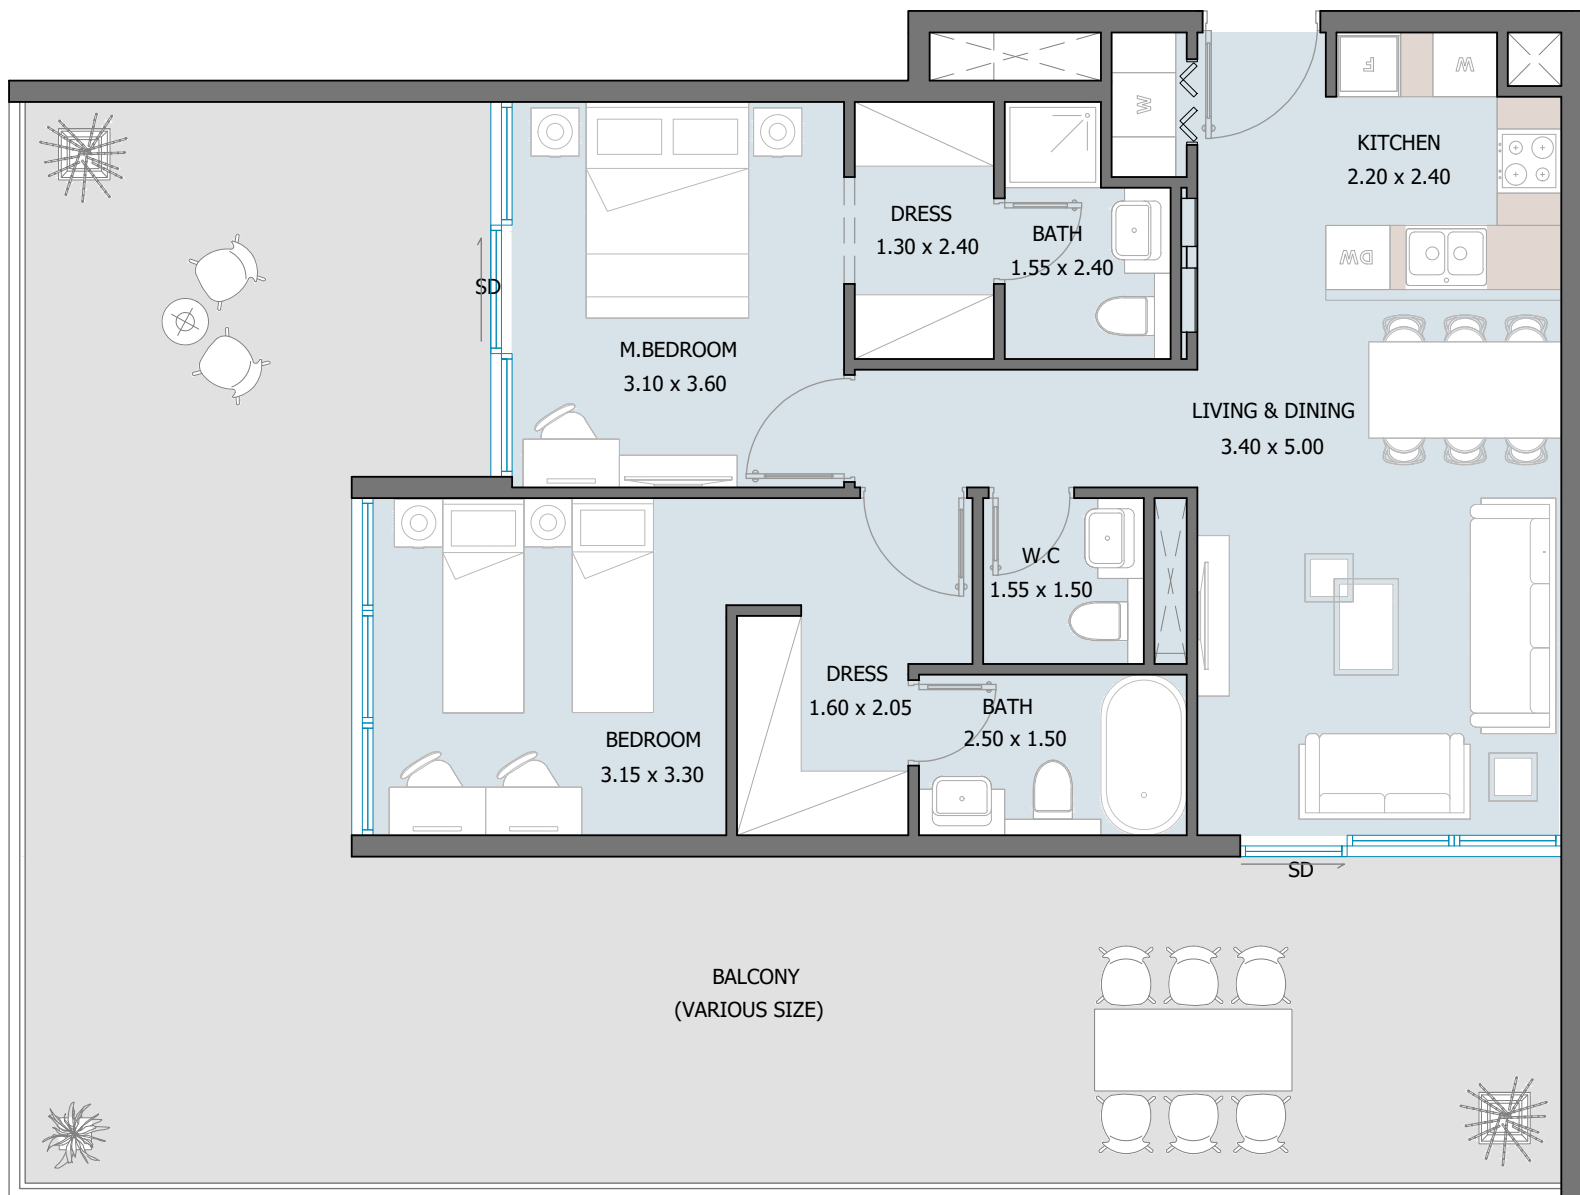 F
W
W
KITCHEN
2.20 x 2.40
DRESS
1.30 x 2.40
BATH
1.55 x 2.40
DW
SD
M.BEDROOM
3.10 x 3.60
LIVING & DINING
3.40 x 5.00
W.C
1.55 x 1.50
DRESS
1.60 x 2.05
BATH
2.50 x 1.50
BEDROOM
3.15 x 3.30
SD
BALCONY
(VARIOUS SIZE)